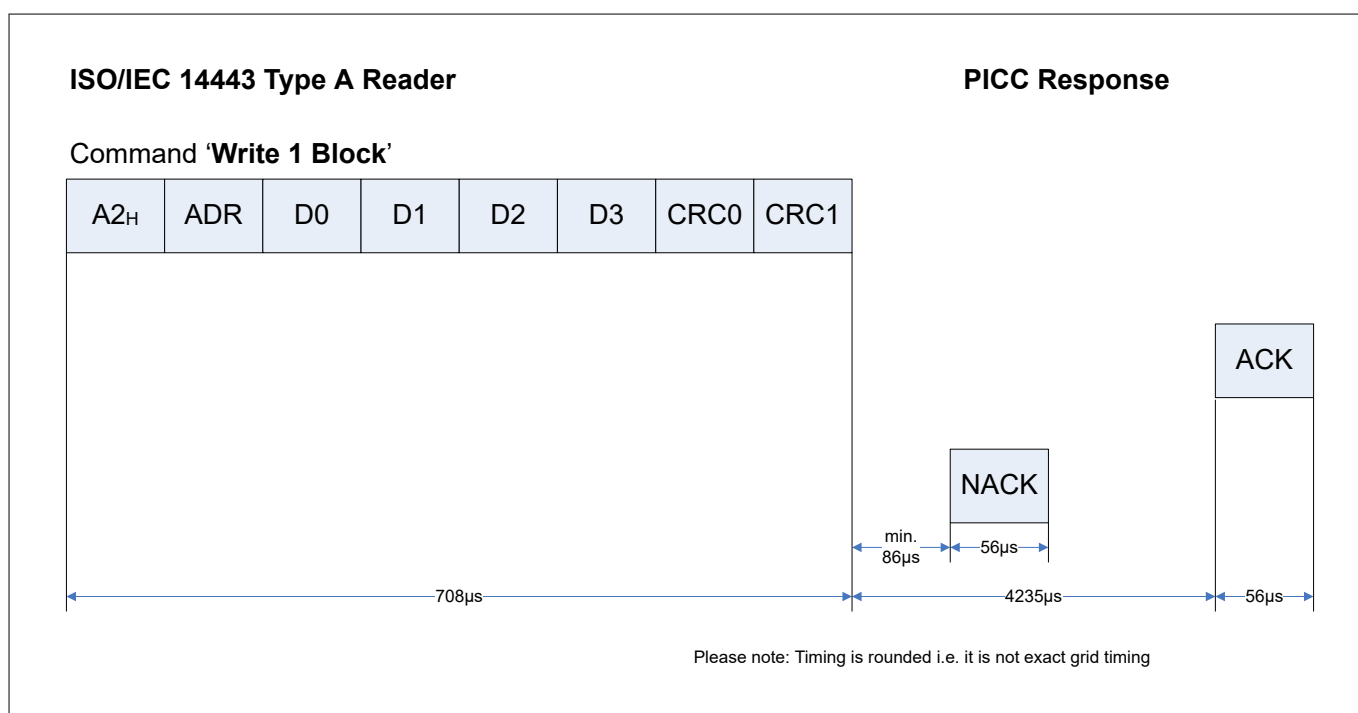 ISO/IEC 14443 Type A Reader
PICC Response
Command ‘Write 1 Block’
A2H ADR D0 D1 D2 D3 CRC0 CRC1
ACK
NACK
min.
86µs
56µs
708µs
4235µs
56µs
Please note: Timing is rounded i.e. it is not exact grid timing